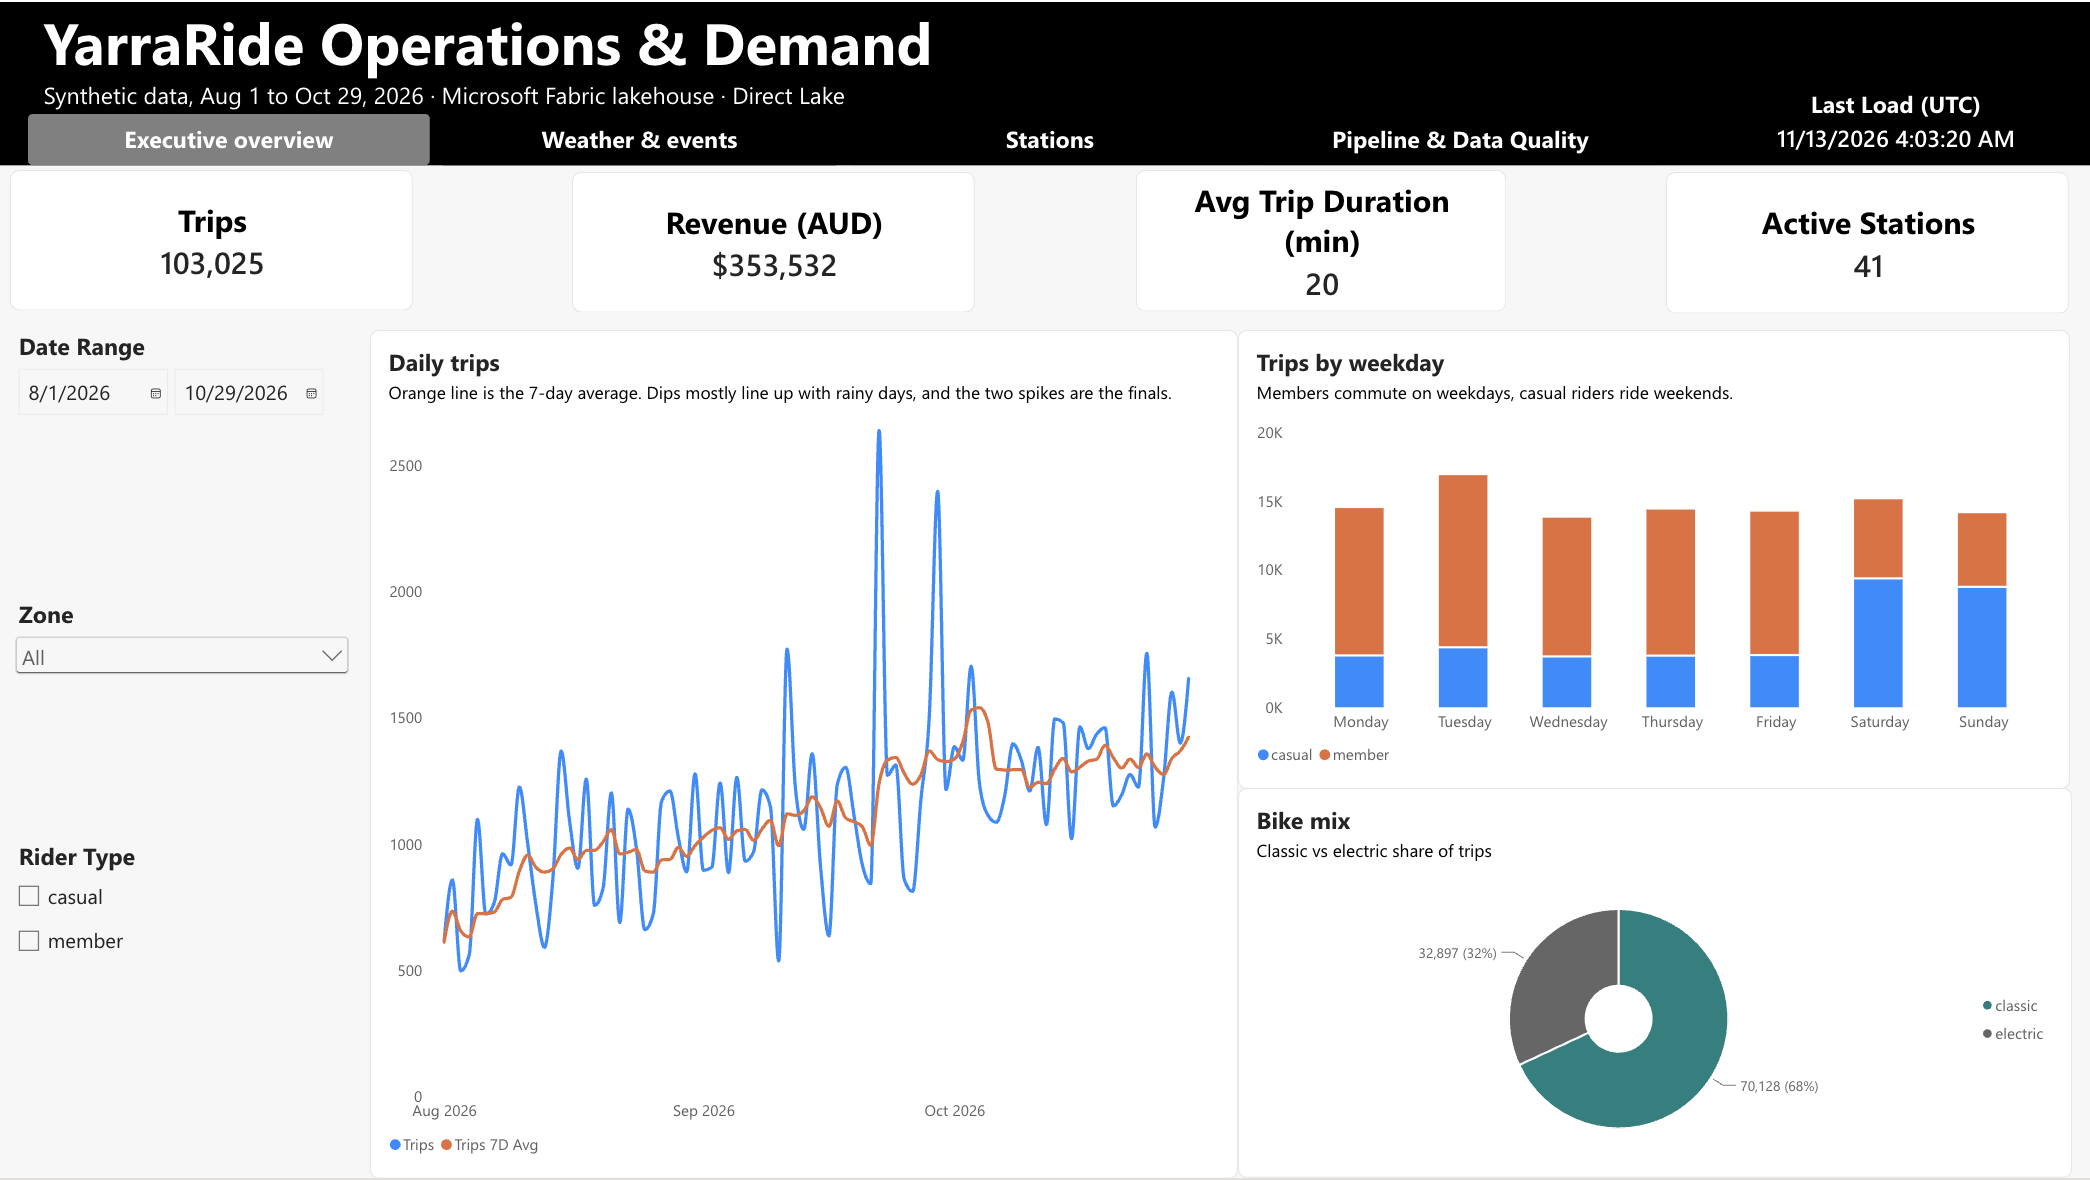 YarraRide Operations & Demand
Synthetic data, Aug 1 to Oct 29, 2026 · Microsoft Fabric lakehouse · Direct Lake
Last Load (UTC)
11/13/2026 4:03:20 AM
Executive overview
Weather & events
Stations
Pipeline & Data Quality
Trips
103,025
Revenue (AUD)
$353,532
Avg Trip Duration
(min)
20
Active Stations
41
Date Range
8/1/2026
10/29/2026
Zone
All
Rider Type
casual
member
Daily trips
Orange line is the 7-day average. Dips mostly line up with rainy days, and the two spikes are the finals.
2500
2000
1500
1000
500
0
Aug 2026
Sep 2026
Oct 2026
Trips
Trips 7D Avg
Trips by weekday
Members commute on weekdays, casual riders ride weekends.
20K
15K
10K
5K
0K
Monday
Tuesday
Wednesday
Thursday
Friday
Saturday
Sunday
casual
member
Bike mix
Classic vs electric share of trips
32,897 (32%)
70,128 (68%)
classic
electric